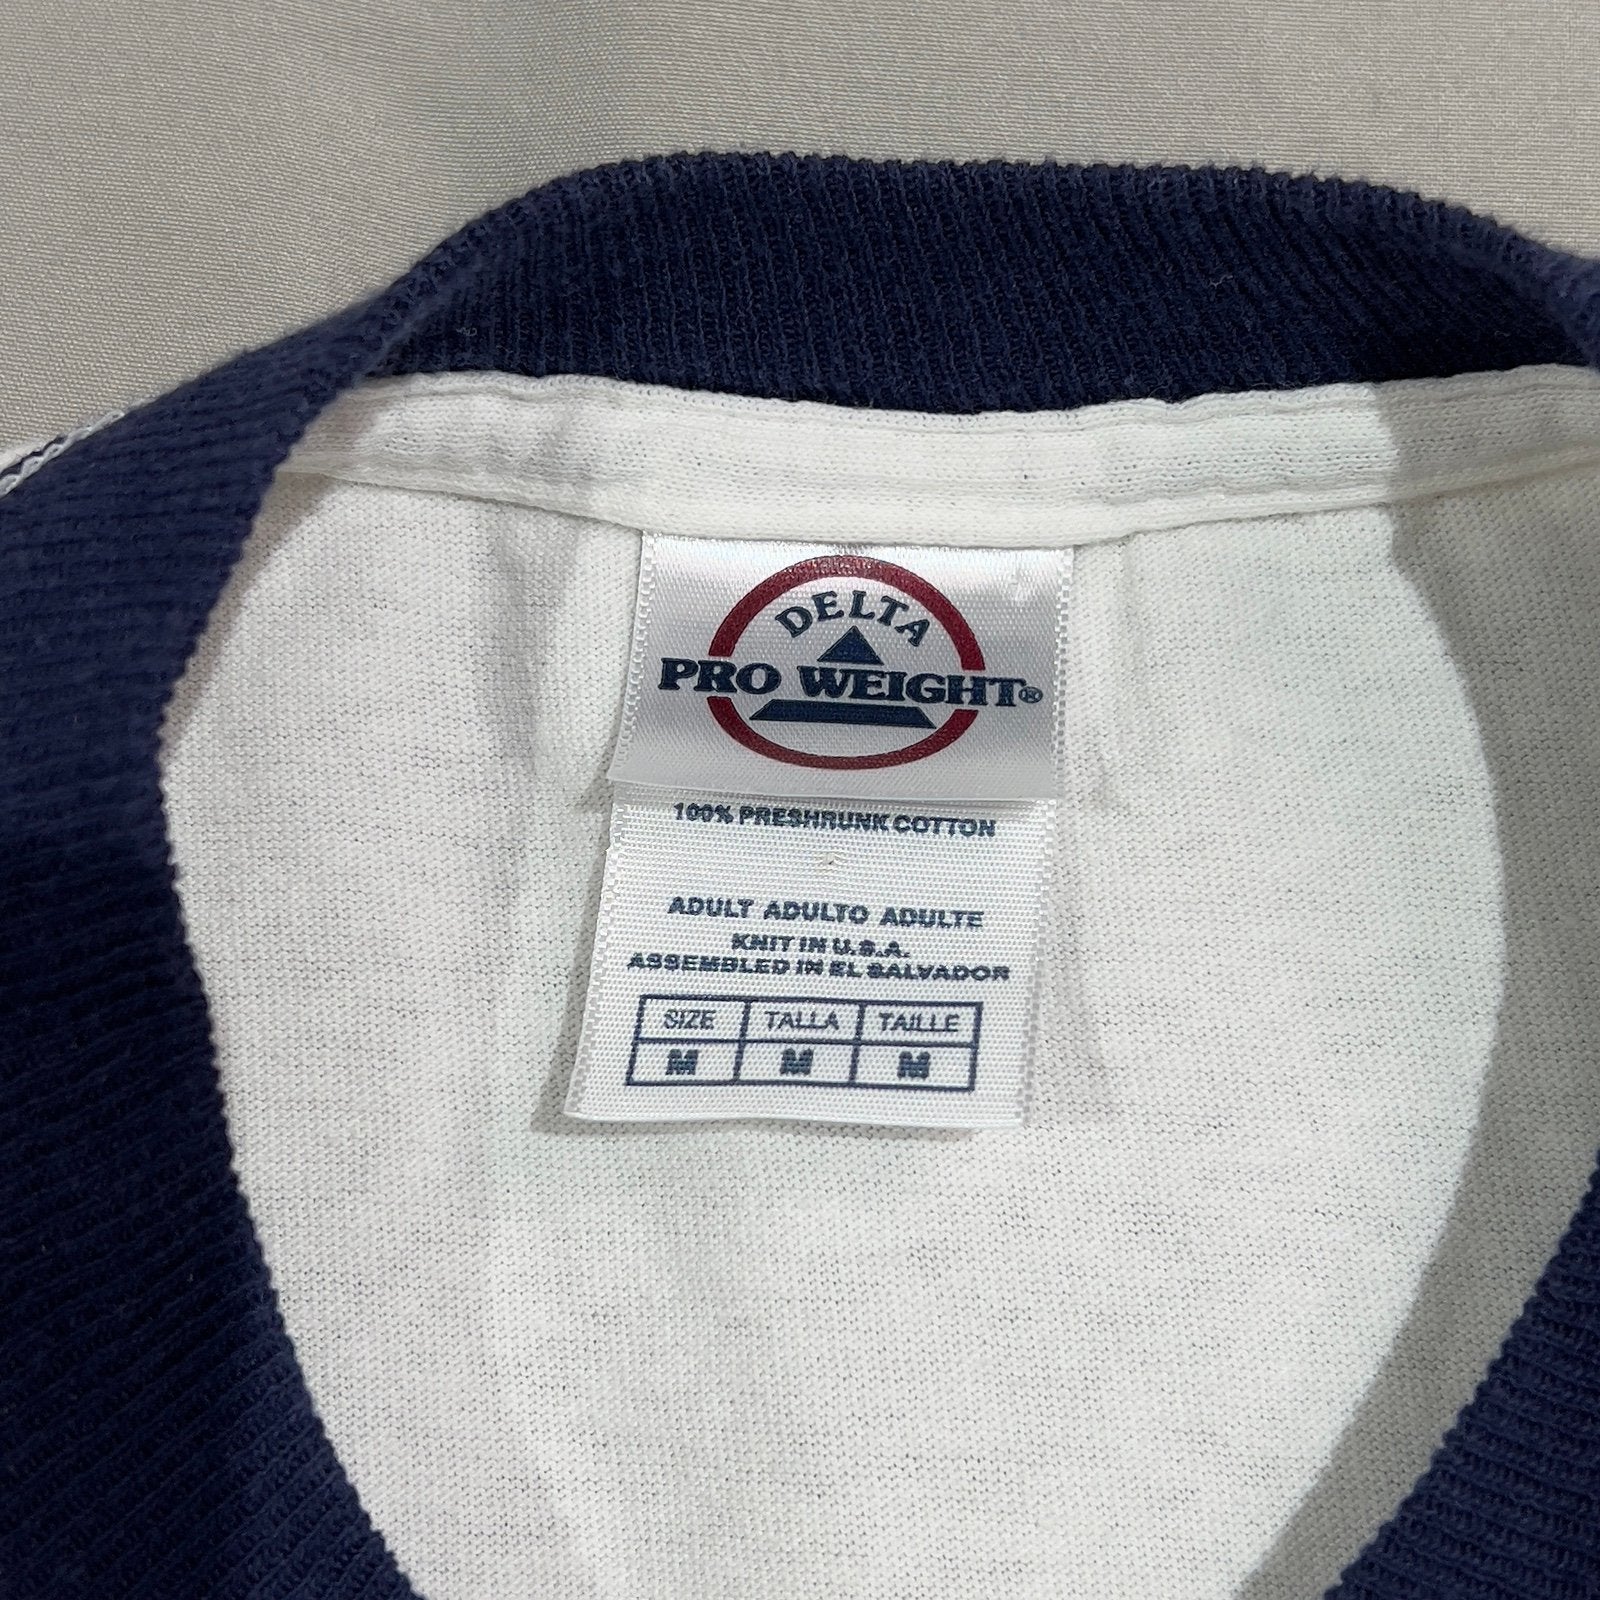 DELTA
PRO WEIGHT®
100% PRESHRUNK COTTON
ADULT ADULTO ADULTE
KNIT IN U.S.A.
ASSEMBLED IN EL SALVADOR
SIZE TALLA TAILLE
M M M